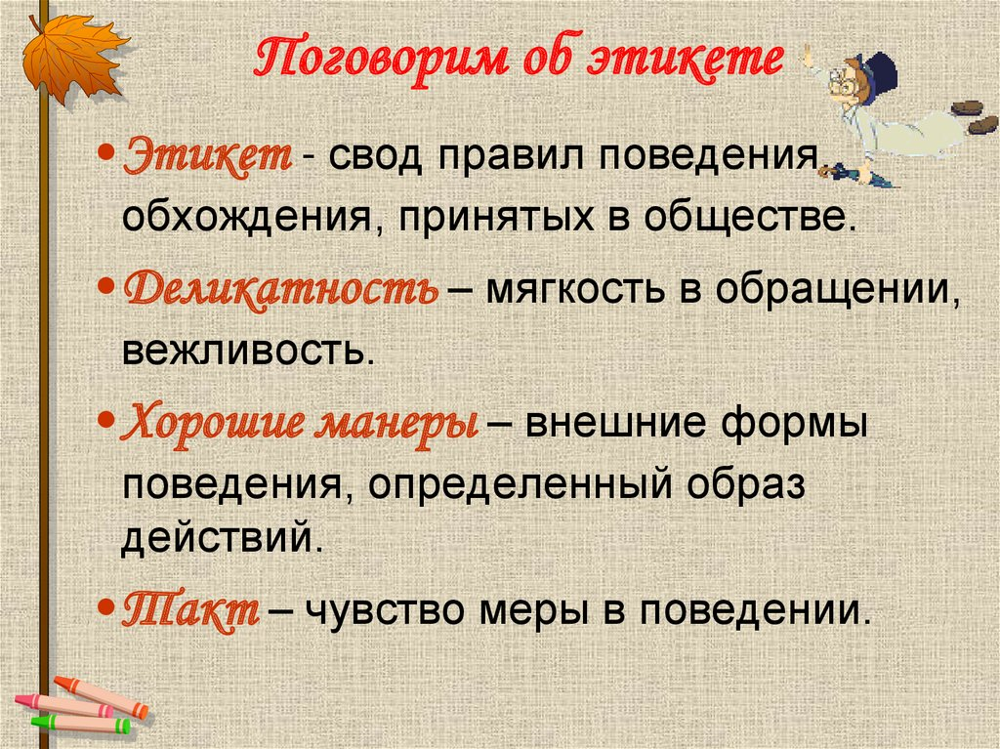 Поговорим об этикете
•Этикет - свод правил поведения,
обхождения, принятых в обществе.
•Деликатность – мягкость в обращении,
вежливость.
•Хорошие манеры – внешние формы
поведения, определенный образ
действий.
•Такт – чувство меры в поведении.